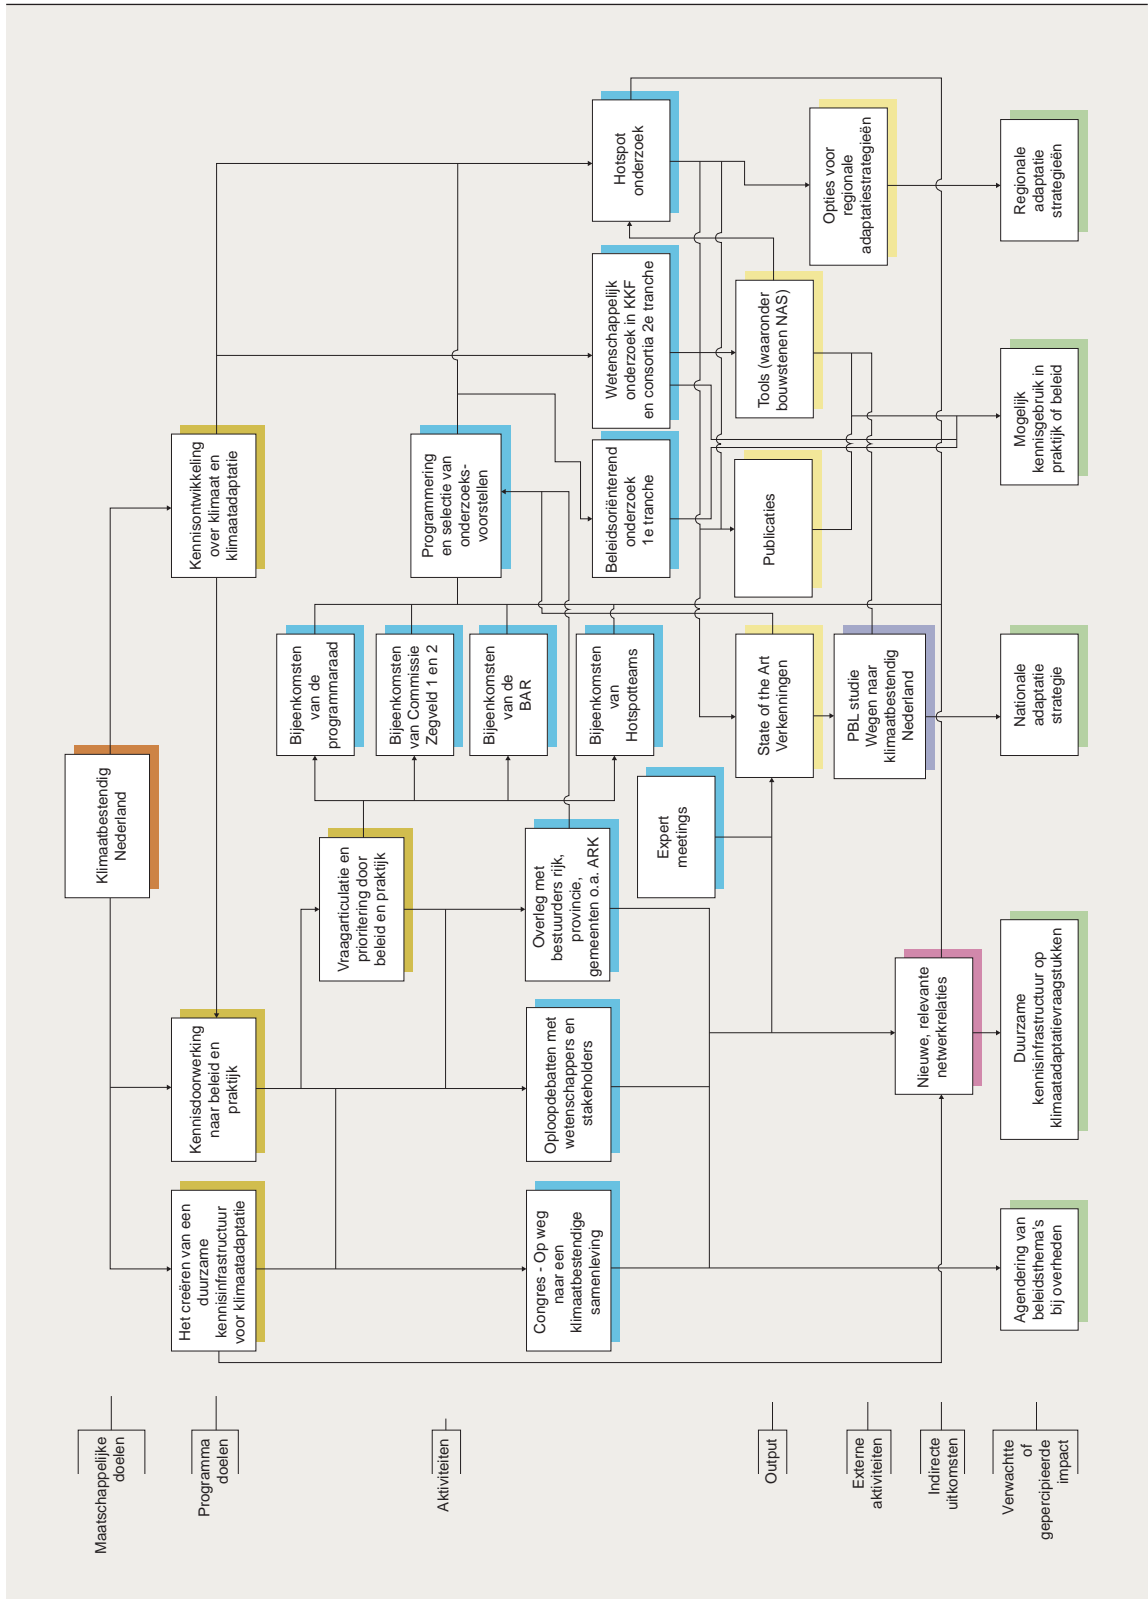 Maatschappelijke
doelen
Klimaatbestendig
Nederland
Programma
doelen
Het creëren van een
duurzame
kennisinfrastructuur
voor klimaatadaptatie
Kennisdoorwerking
naar beleid en
praktijk
Kennisontwikkeling
over klimaat en
klimaatadaptatie
Vraagarticulatie en
prioritering door
beleid en praktijk
Aktiviteiten
Bijeenkomsten
van de
programmaraad
Bijeenkomsten
van Commissie
Zegveld 1 en 2
Bijeenkomsten
van de
BAR
Bijeenkomsten
van
Hotspotteams
Programmering
en selectie van
onderzoeks-
voorstellen
Congres - Op weg
naar een
klimaatbestendige
samenleving
Oploopdebatten met
wetenschappers en
stakeholders
Overleg met
bestuurders rijk,
provincie,
gemeenten o.a. ARK
Expert
meetings
Beleidsoriënterend
onderzoek
1e tranche
Wetenschappelijk
onderzoek in KKF
en consortia 2e tranche
Hotspot
onderzoek
Output
State of the Art
Verkenningen
Publicaties
Tools (waaronder
bouwstenen NAS)
Opties voor
regionale
adaptatiestrategieën
Externe
aktiviteiten
PBL studie
Wegen naar
klimaatbestendig
Nederland
Indirecte
uitkomsten
Nieuwe, relevante
netwerkrelaties
Verwachtte
of
gepercipieerde
impact
Agendering van
beleidsthema's
bij overheden
Duurzame
kennisinfrastructuur op
klimaatadaptatievraagstukken
Nationale
adaptatie
strategie
Mogelijk
kennisgebruik in
praktijk of beleid
Regionale
adaptatie
strategieën